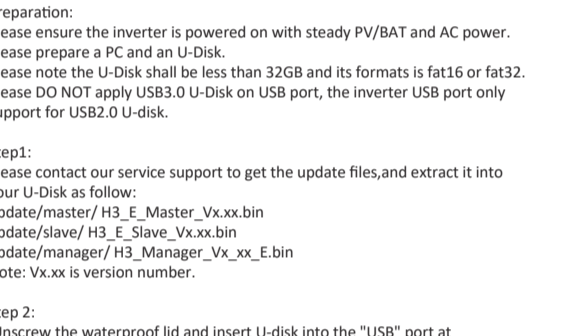 reparation:
ease ensure the inverter is powered on with steady PV/BAT and AC power.
ease prepare a PC and an U-Disk.
ease note the U-Disk shall be less than 32GB and its formats is fat16 or fat32.
ease DO NOT apply USB3.0 U-Disk on USB port, the inverter USB port only
pport for USB2.0 U-disk.
ep1:
ease contact our service support to get the update files,and extract it into
our U-Disk as follow:
pdate/master/ H3_E_Master_Vx.xx.bin
pdate/slave/ H3_E_Slave_Vx.xx.bin
pdate/manager/ H3_Manager_Vx_xx_E.bin
ote: Vx.xx is version number.
ep 2:
nscrew the waterproof lid and insert U-disk into the "USB" port at